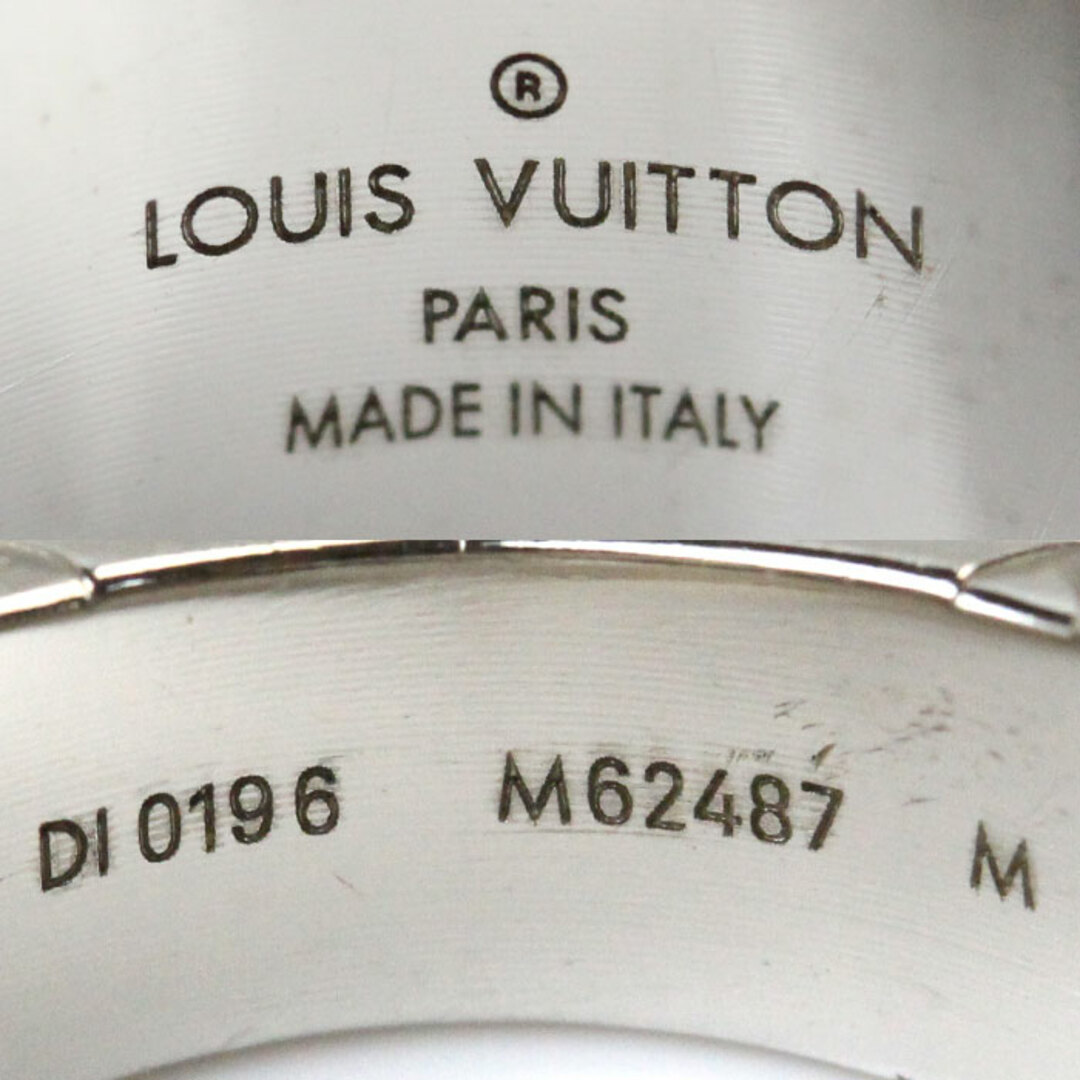 ®
LOUIS VUITTON
PARIS
MADE IN ITALY
DI 0196 M62487 M